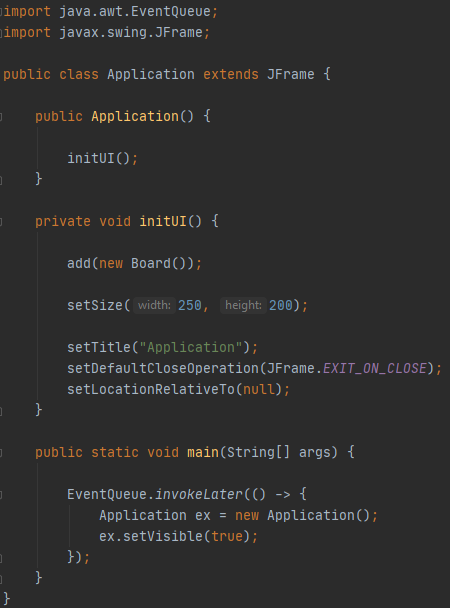 import java.awt.EventQueue;
import javax.swing.JFrame;
public class Application extends JFrame {
public Application() {
initUI();
}
private void initUI() {
add(new Board());
setSize( width: 250, height: 200);
setTitle("Application");
setDefaultCloseOperation(JFrame.EXIT_ON_CLOSE);
setLocationRelativeTo(null);
}
public static void main(String[] args) {
EventQueue.invokeLater(() -> {
Application ex = new Application();
ex.setVisible(true);
});
}
}